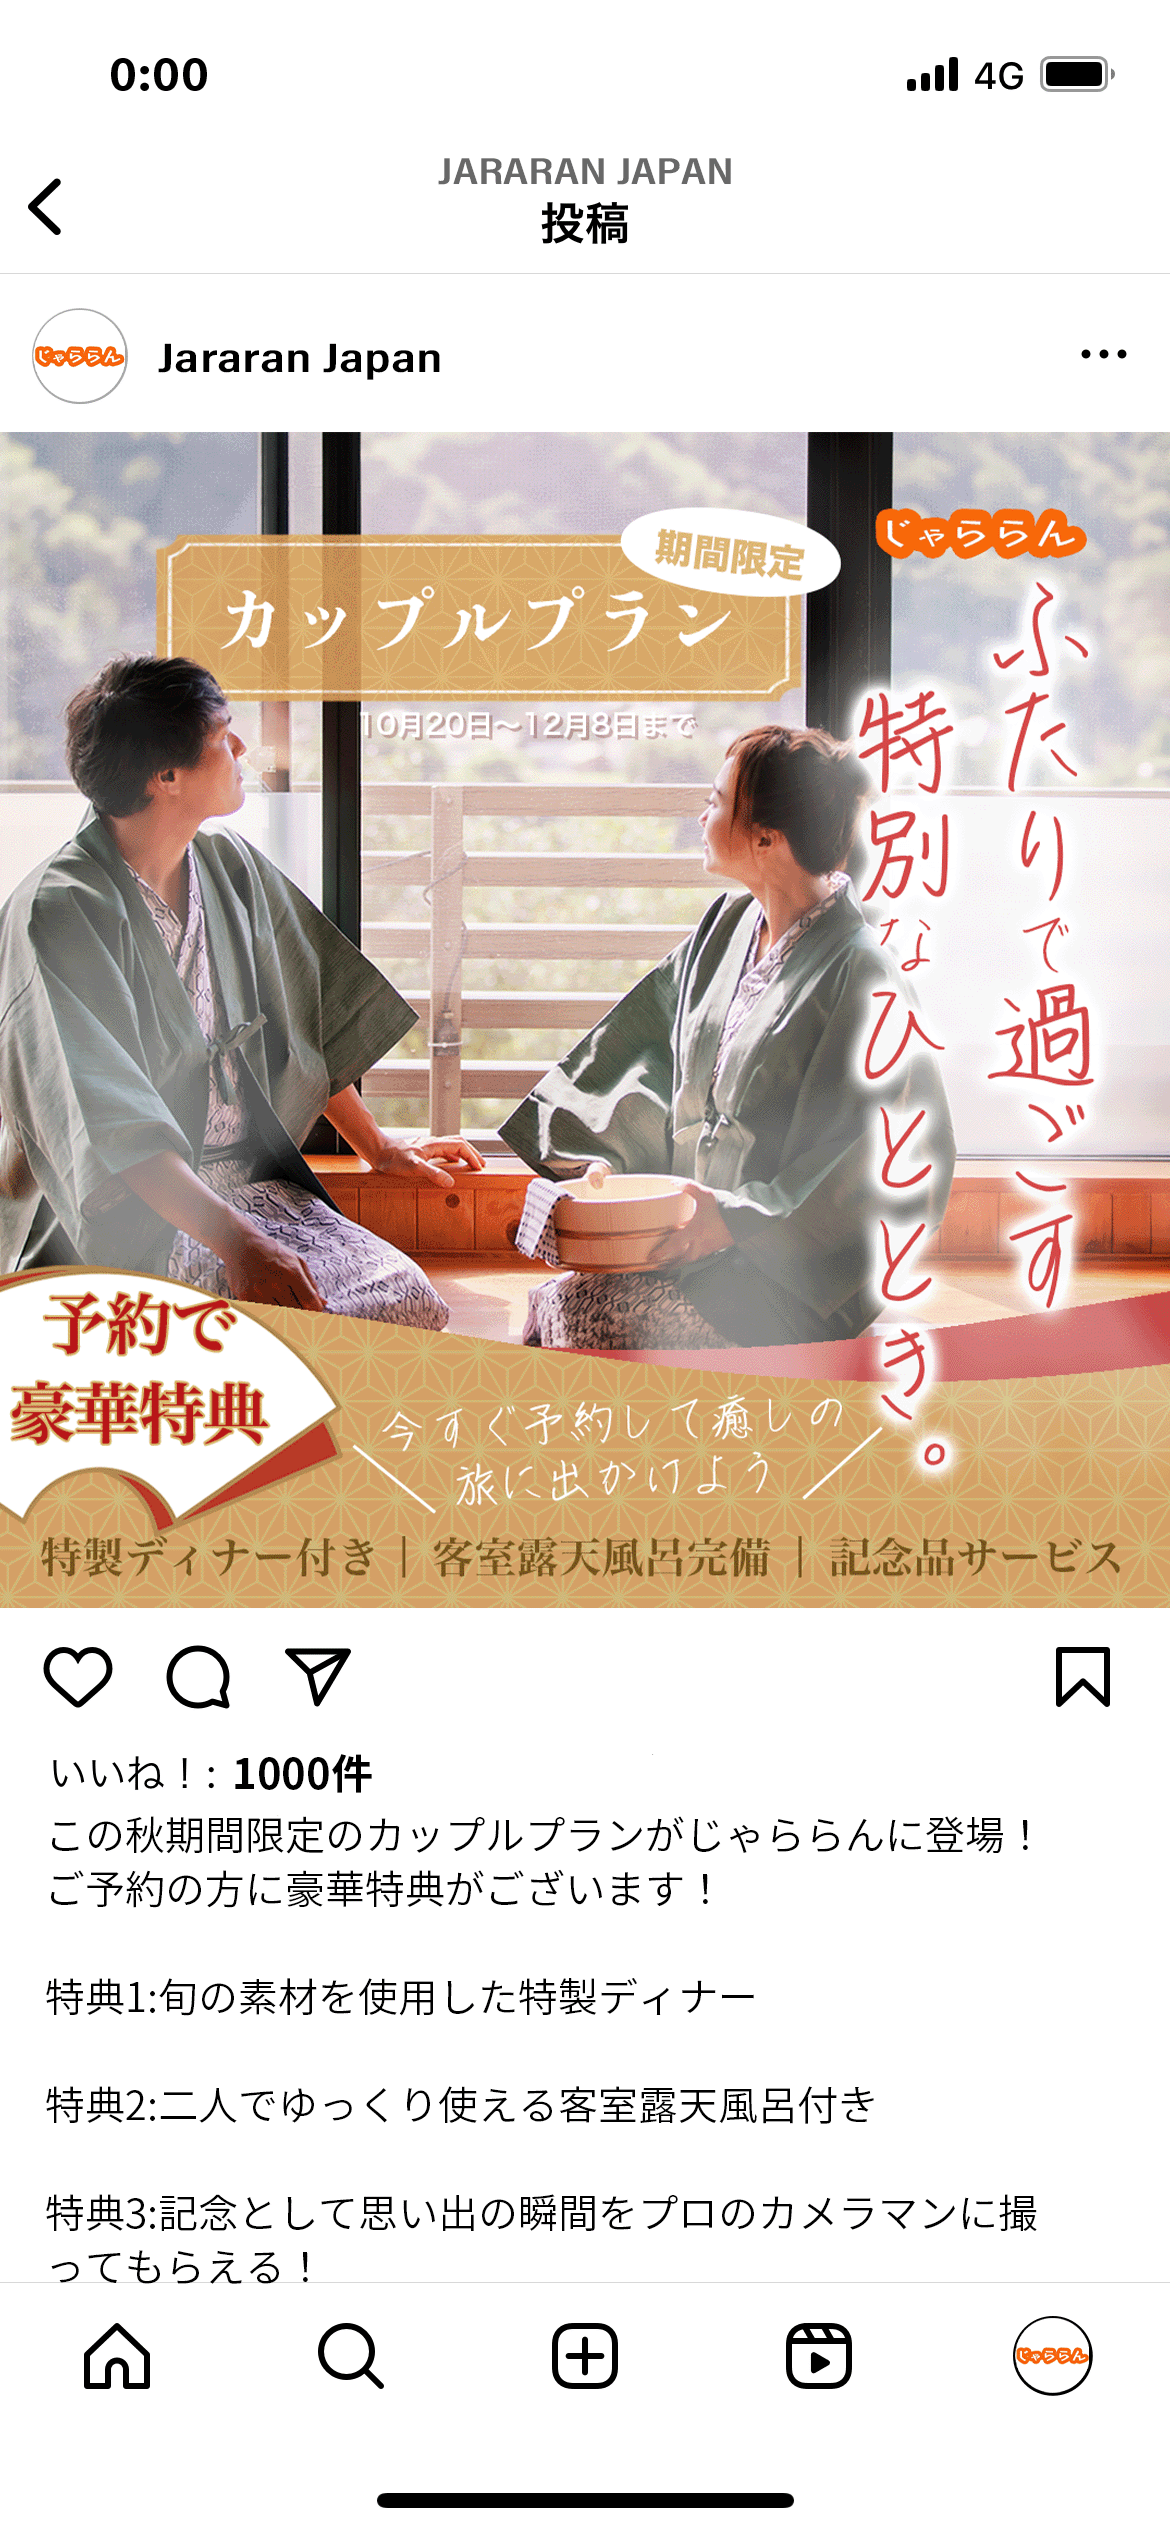 0:00
4G
JARARAN JAPAN
投稿
じゃららん
Jararan Japan
じゃららん
期間限定
カップルプラン
10月20日〜12月8日まで
ふたりで過ごす
特別なひととき。
予約で
豪華特典
今すぐ予約して癒しの
旅に出かけよう
特製ディナー付き｜客室露天風呂完備｜記念品サービス
いいね！: 1000件
この秋期間限定のカップルプランがじゃららんに登場！
ご予約の方に豪華特典がございます！
特典1:旬の素材を使用した特製ディナー
特典2:二人でゆっくり使える客室露天風呂付き
特典3:記念として思い出の瞬間をプロのカメラマンに撮
ってもらえる！
じゃららん